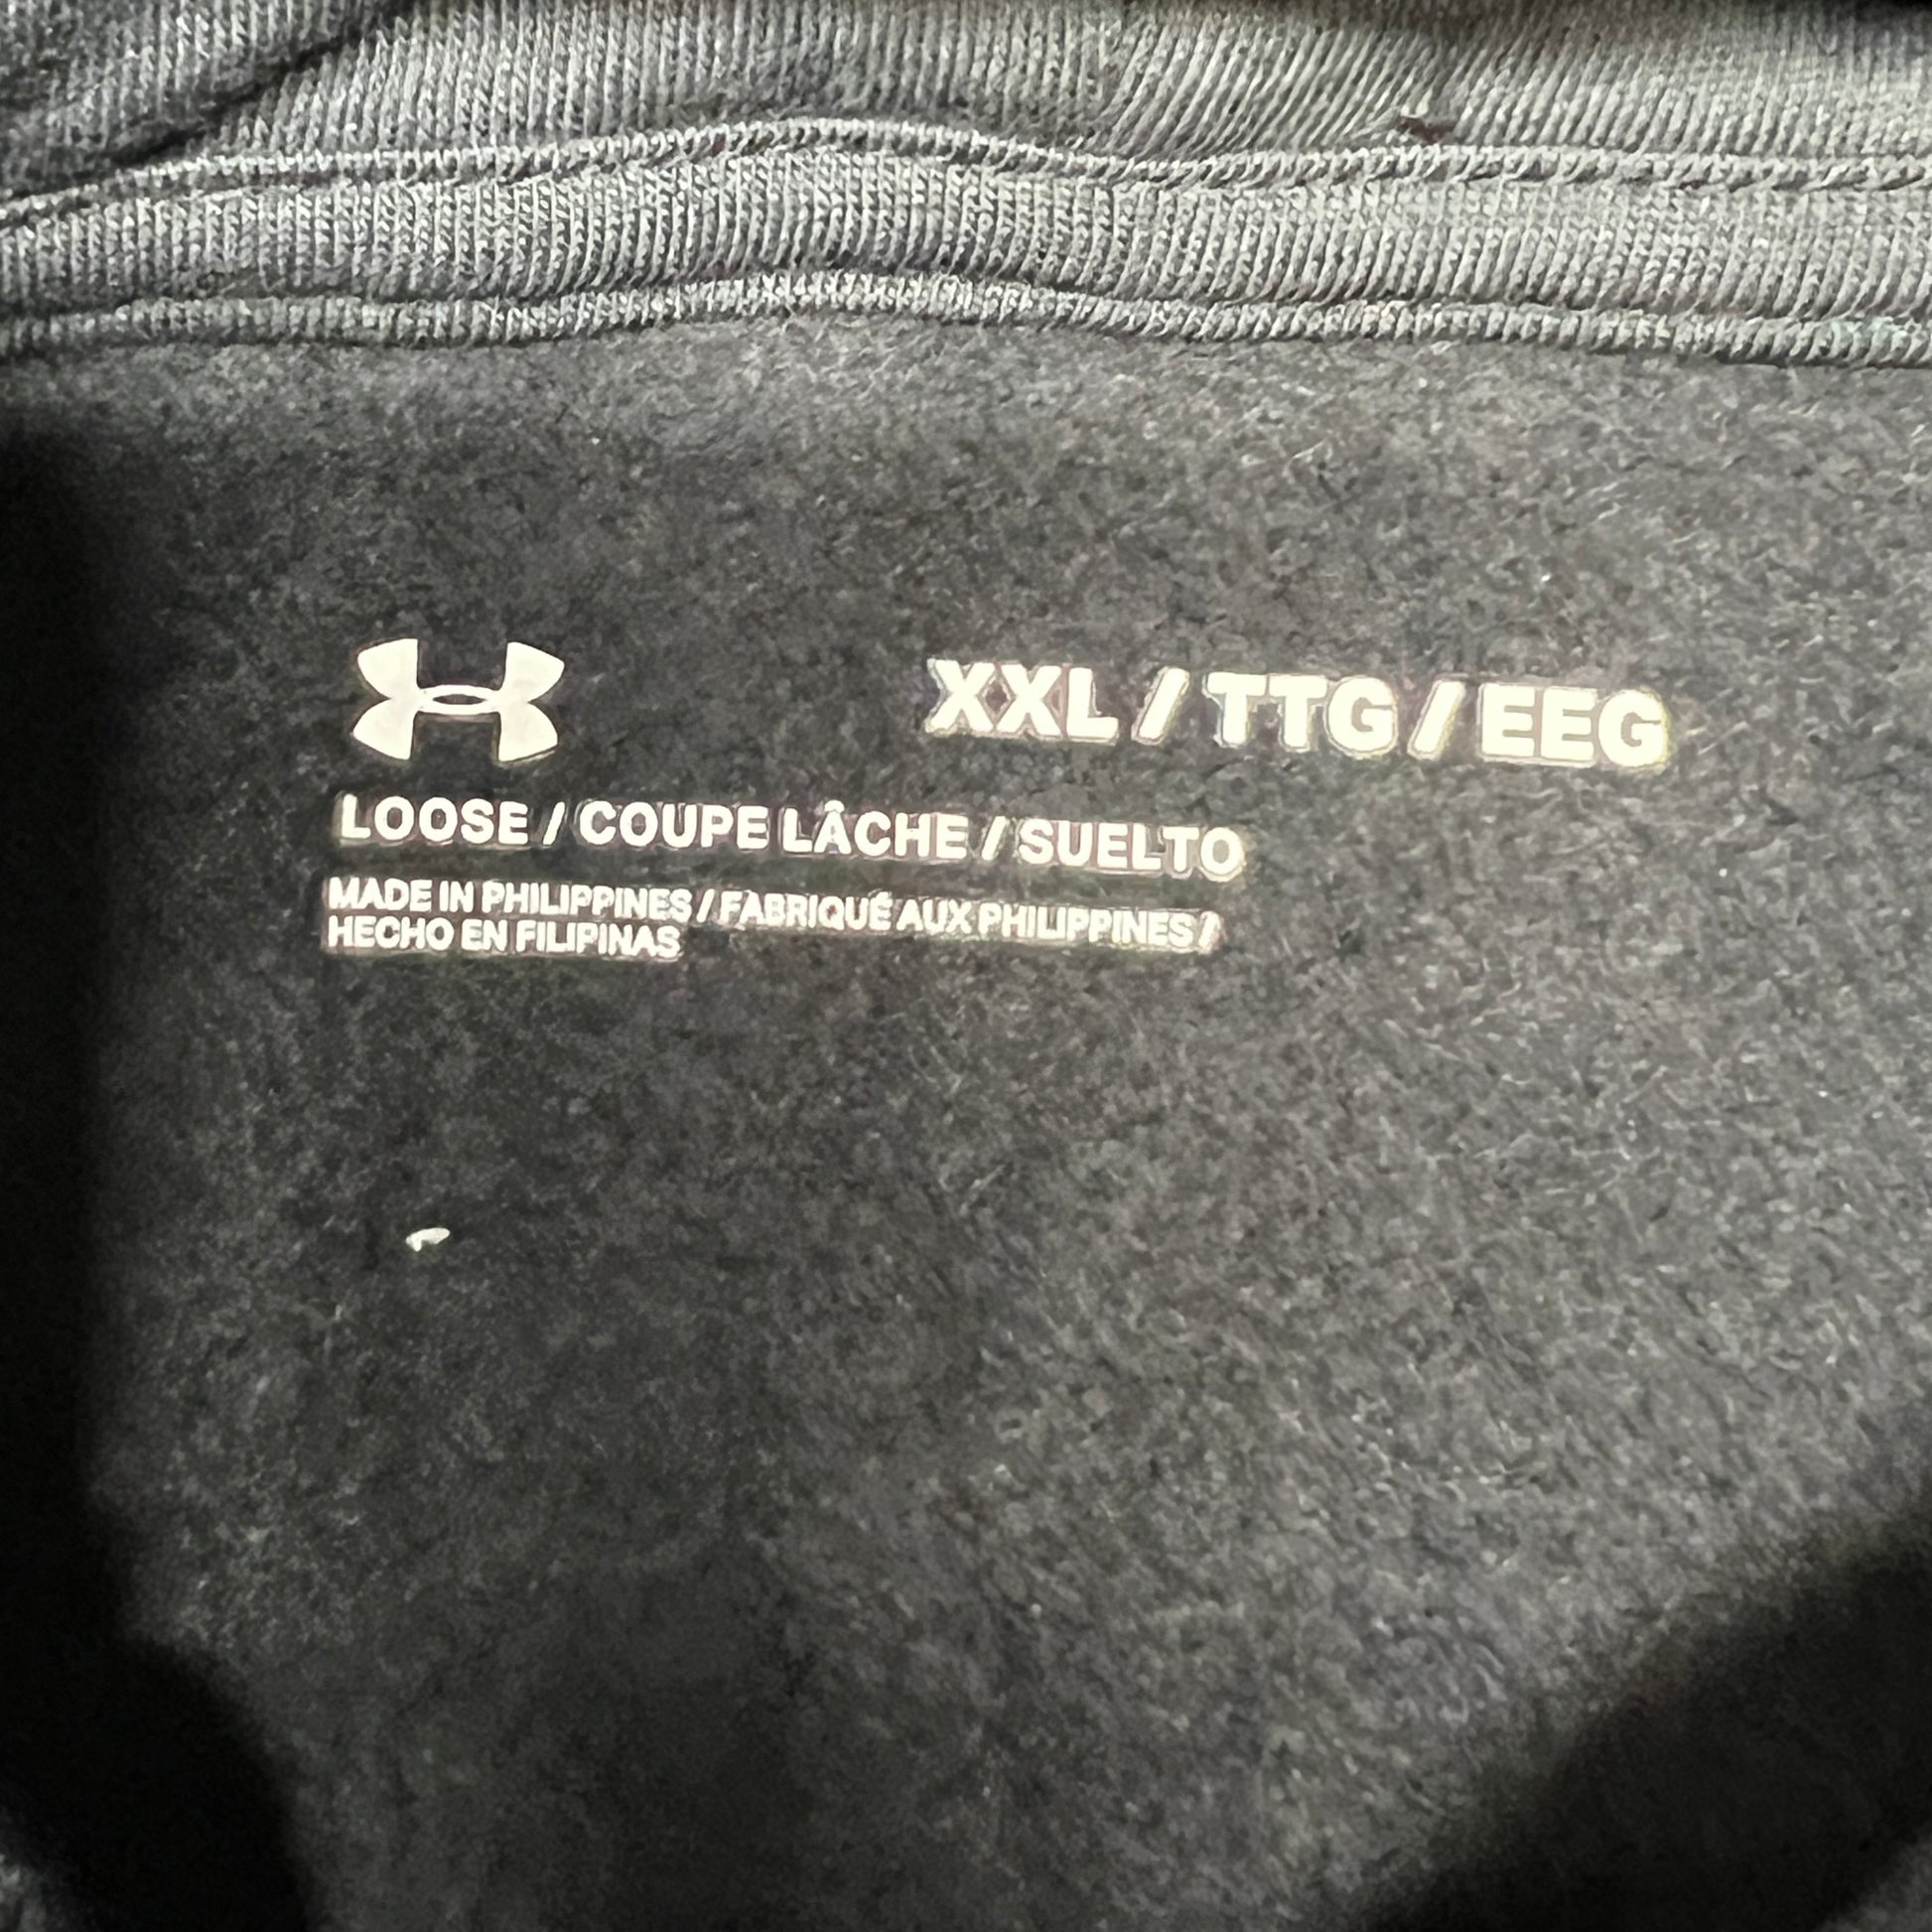 XXL / TTG / EEG
LOOSE / COUPE LÂCHE / SUELTO
MADE IN PHILIPPINES / FABRIQUÉ AUX PHILIPPINES /
HECHO EN FILIPINAS